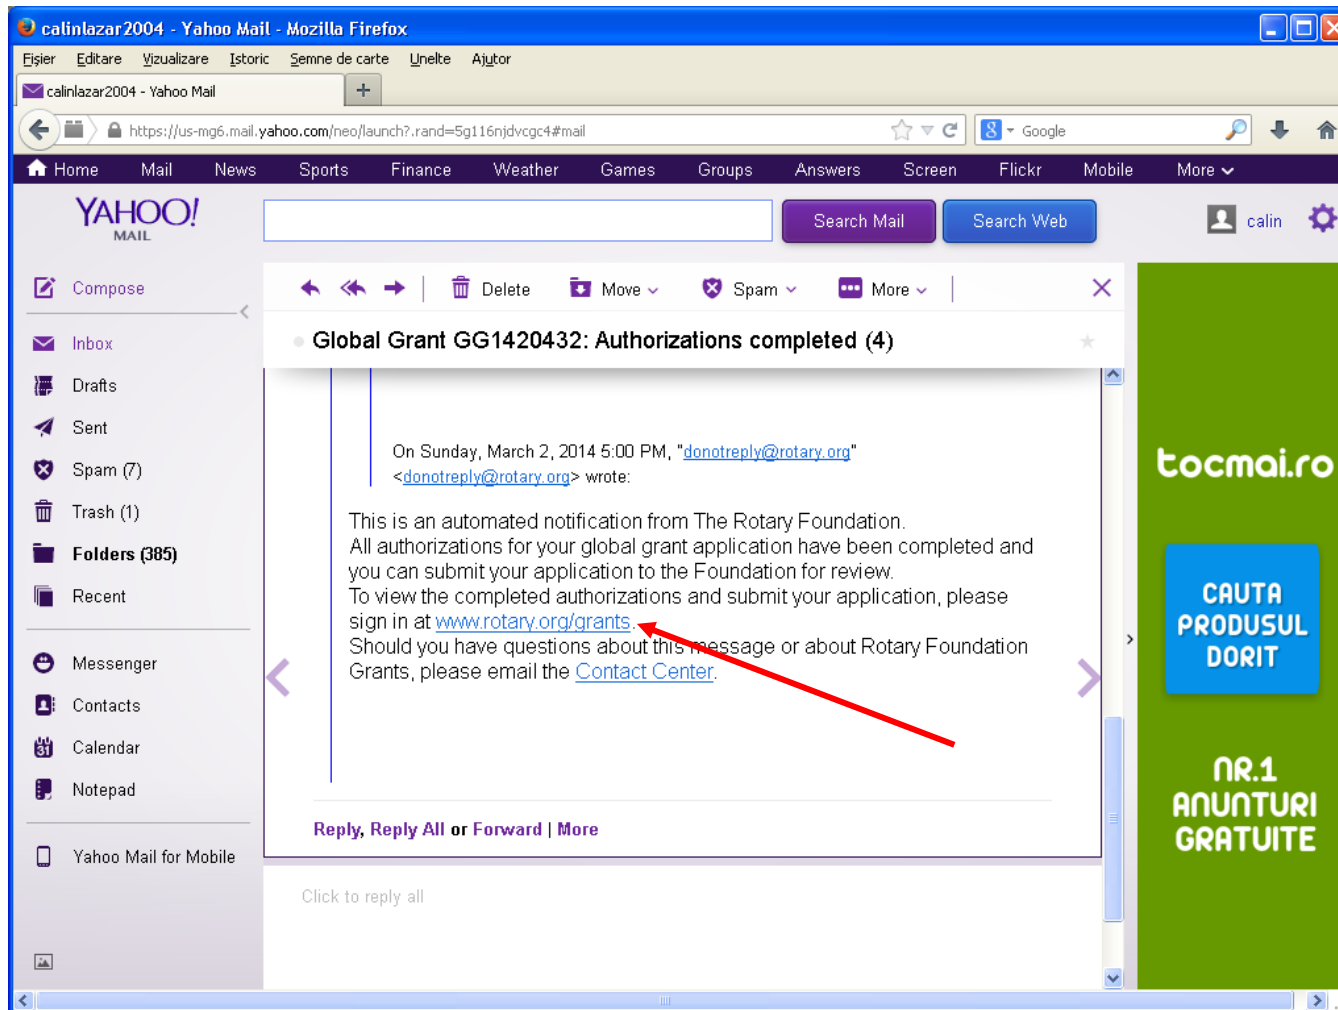 calinlazar2004 - Yahoo Mail - Mozilla Firefox
Fișier Editare Vizualizare Istoric Semne de carte Unelte Ajutor
calinlazar2004 - Yahoo Mail +
https://us-mg6.mail.yahoo.com/neo/launch?.rand=5g116njdvcgc4#mail
Google
Home Mail News Sports Finance Weather Games Groups Answers Screen Flickr Mobile More
YAHOO!
MAIL
Search Mail
Search Web
calin
Compose
Delete Move Spam More
Inbox
Global Grant GG1420432: Authorizations completed (4)
Drafts
Sent
Spam (7)
Trash (1)
Folders (385)
Recent
Messenger
Contacts
31 Calendar
Notepad
Yahoo Mail for Mobile
On Sunday, March 2, 2014 5:00 PM, "donotreply@rotary.org"
<donotreply@rotary.org> wrote:
This is an automated notification from The Rotary Foundation.
All authorizations for your global grant application have been completed and
you can submit your application to the Foundation for review.
To view the completed authorizations and submit your application, please
sign in at www.rotary.org/grants.
Should you have questions about this message or about Rotary Foundation
Grants, please email the Contact Center.
Reply, Reply All or Forward | More
Click to reply all
tocmai.ro
CAUTA
PRODUSUL
DORIT
NR.1
ANUNTURI
GRATUITE